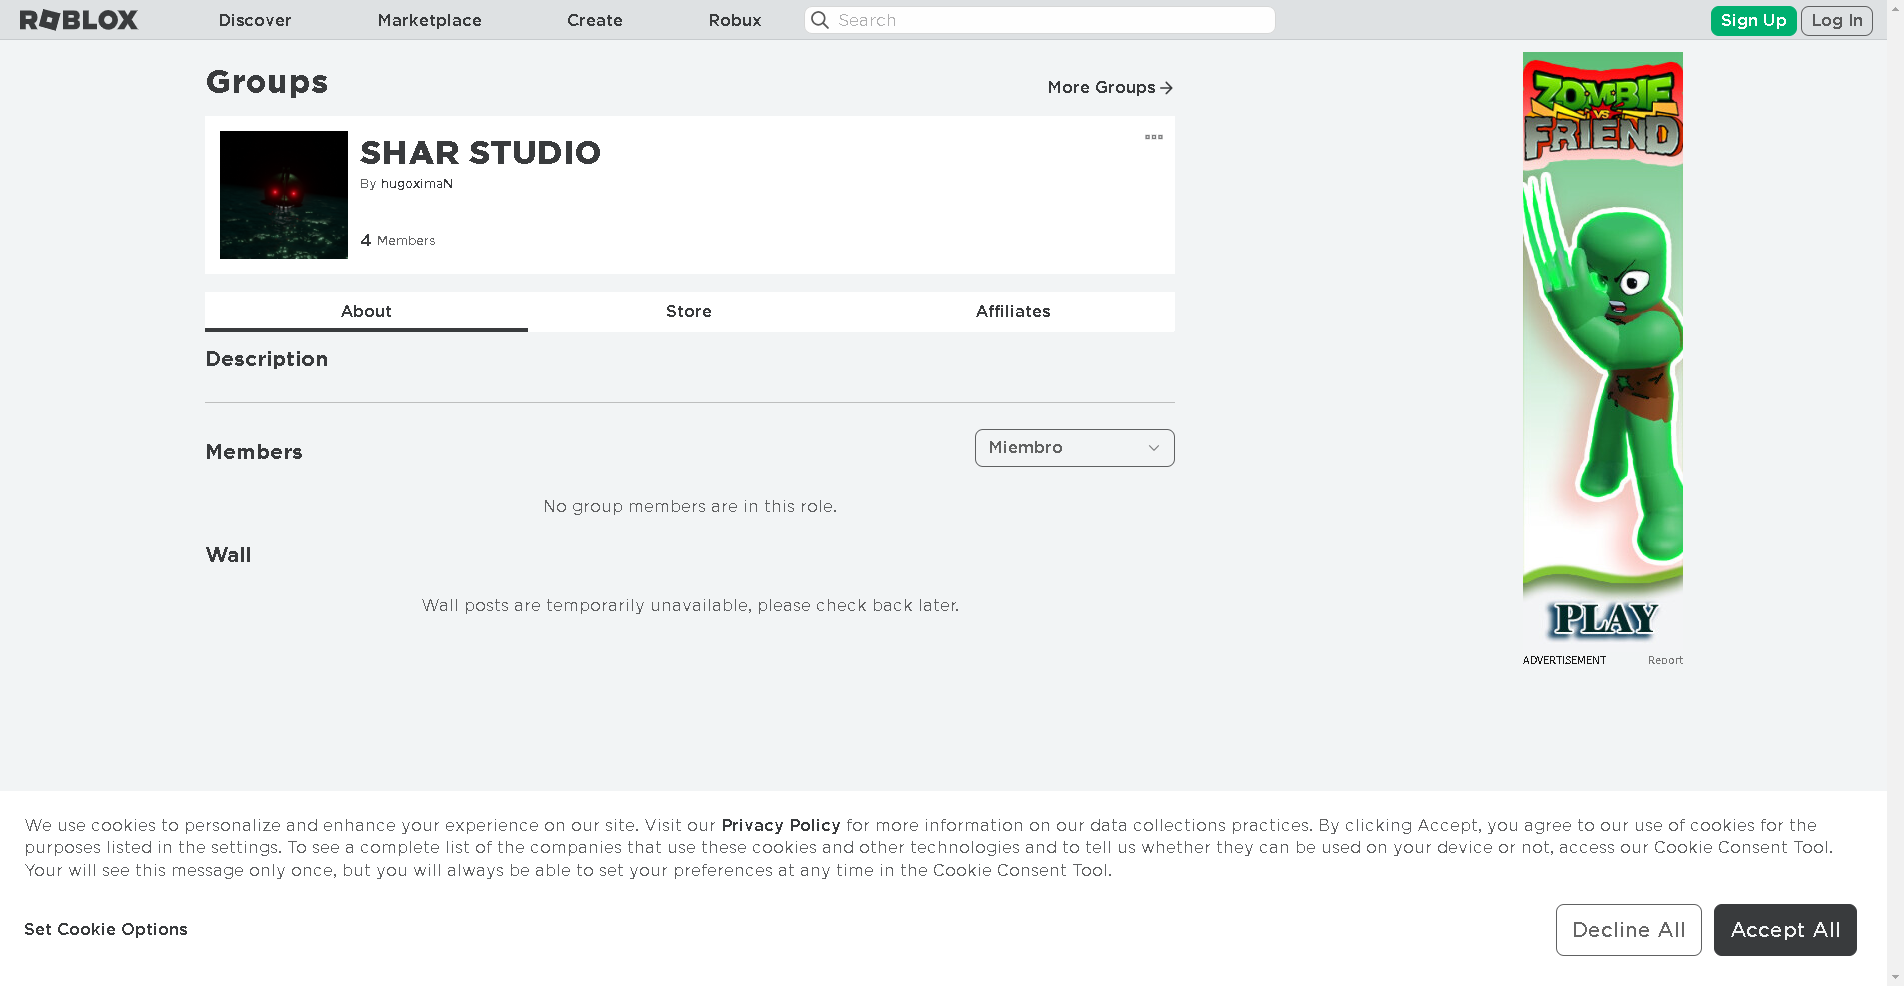 ROBLOX
Discover
Marketplace
Create
Robux
Search
Sign Up
Log In
Groups
More Groups
SHAR STUDIO
By hugoximaN
4 Members
About
Store
Affiliates
Description
Members
Miembro
No group members are in this role.
Wall
Wall posts are temporarily unavailable, please check back later.
ZOMBIE
VS
FRIEND
PLAY
ADVERTISEMENT
Report
We use cookies to personalize and enhance your experience on our site. Visit our Privacy Policy for more information on our data collections practices. By clicking Accept, you agree to our use of cookies for the
purposes listed in the settings. To see a complete list of the companies that use these cookies and other technologies and to tell us whether they can be used on your device or not, access our Cookie Consent Tool.
Your will see this message only once, but you will always be able to set your preferences at any time in the Cookie Consent Tool.
Set Cookie Options
Decline All
Accept All